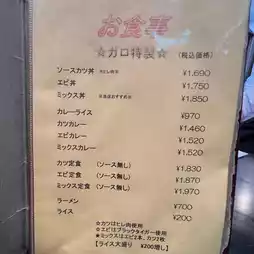 お食事
☆ガロ特製☆ (税込価格)
ソースカツ丼 ¥1,690
エビ丼 ¥1,750
ミックス丼 ¥1,850
カレーライス ¥970
カツカレー ¥1,460
エビカレー ¥1,520
ミックスカレー ¥1,520
カツ定食 (ソース無し) ¥1,830
エビ定食 (ソース無し) ¥1,870
ミックス定食 (ソース無し) ¥1,970
ラーメン ¥700
ライス ¥200
☆カツはヒレ肉使用
☆エビはブラックタイガー使用
☆ミックスはエビ2本、カツ2枚
【ライス大盛り ¥200増し】